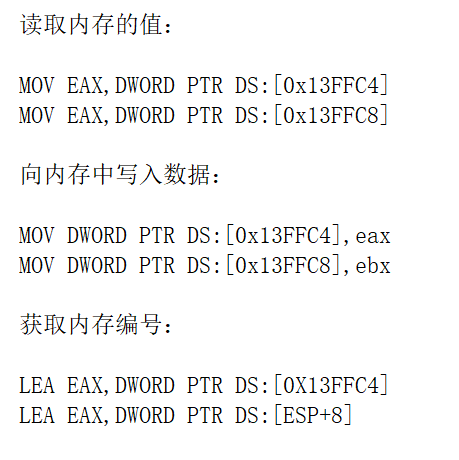 读取内存的值：
MOV EAX,DWORD PTR DS:[0x13FFC4]
MOV EAX,DWORD PTR DS:[0x13FFC8]
向内存中写入数据：
MOV DWORD PTR DS:[0x13FFC4],eax
MOV DWORD PTR DS:[0x13FFC8],ebx
获取内存编号：
LEA EAX,DWORD PTR DS:[0X13FFC4]
LEA EAX,DWORD PTR DS:[ESP+8]